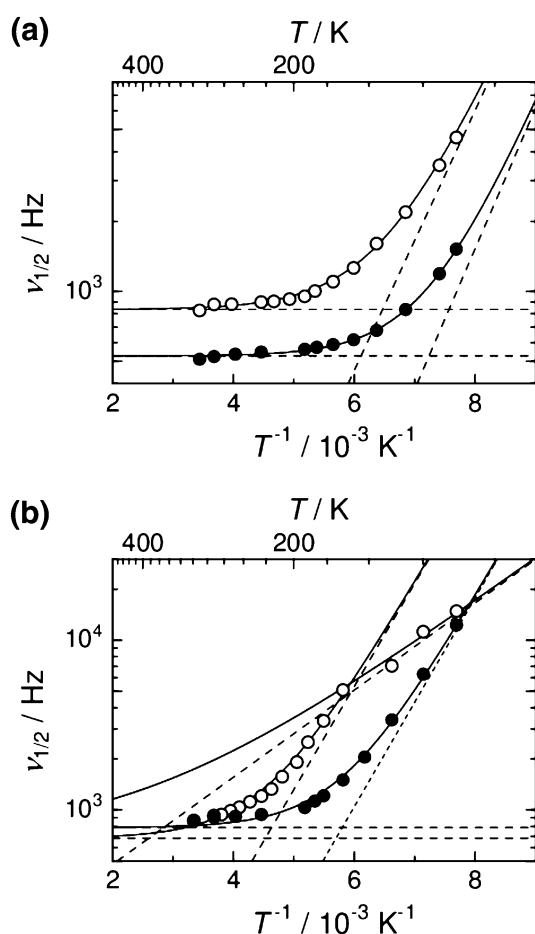 (a)
T / K
400 200
ν1/2 / Hz
10³
2 4 6 8
T⁻¹ / 10⁻³ K⁻¹
(b)
T / K
400 200
ν1/2 / Hz
10⁴
10³
2 4 6 8
T⁻¹ / 10⁻³ K⁻¹